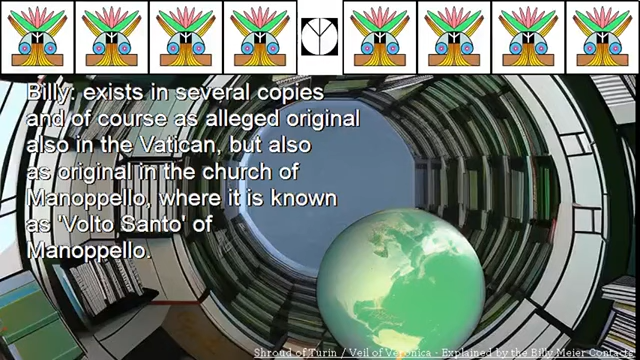 Billy: exists in several copies
and of course as alleged original
also in the Vatican, but also
as original in the church of
Manoppello, where it is known
as 'Volto Santo' of
Manoppello.
Shroud of Turin / Veil of Veronica - Explained by the Billy Meier Contacts